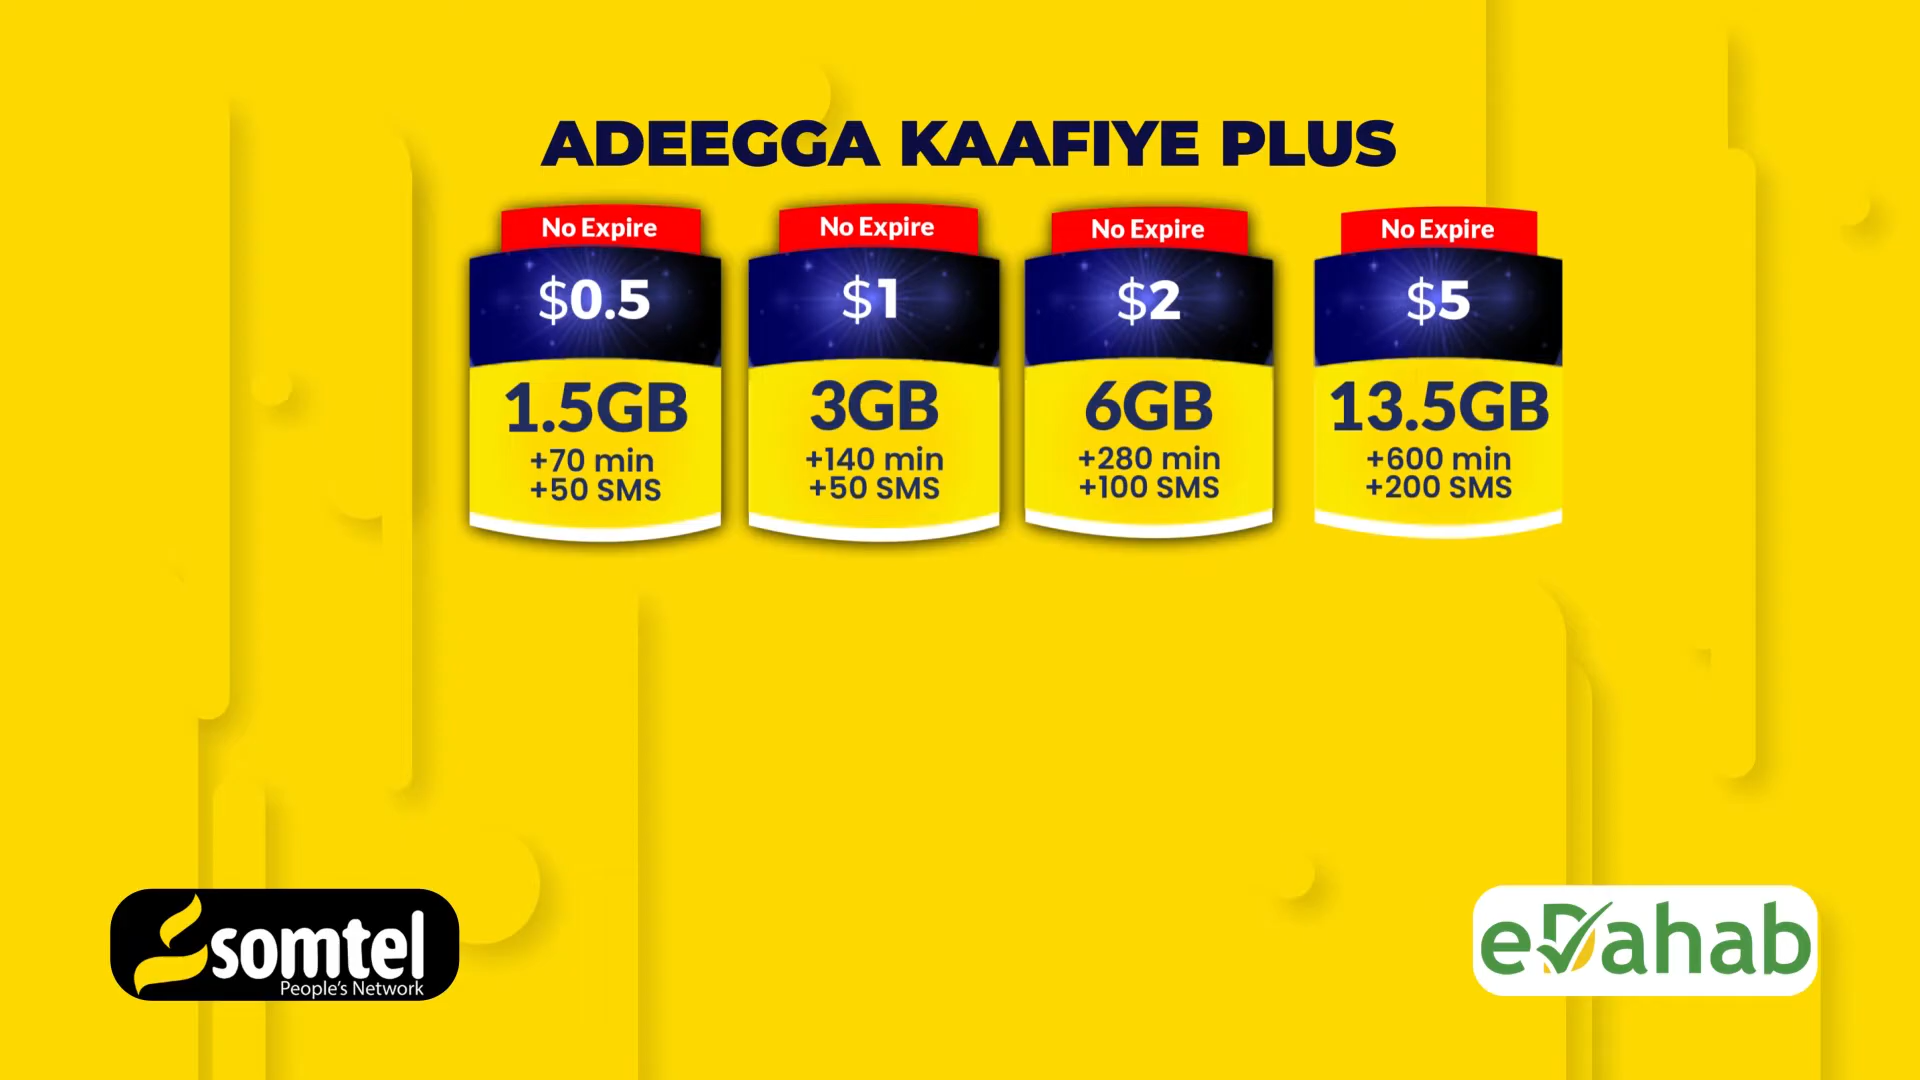 ADEEGGA KAAFIYE PLUS
No Expire
$0.5
1.5GB
+70 min
+50 SMS
No Expire
$1
3GB
+140 min
+50 SMS
No Expire
$2
6GB
+280 min
+100 SMS
No Expire
$5
13.5GB
+600 min
+200 SMS
somtel
People's Network
eDahab